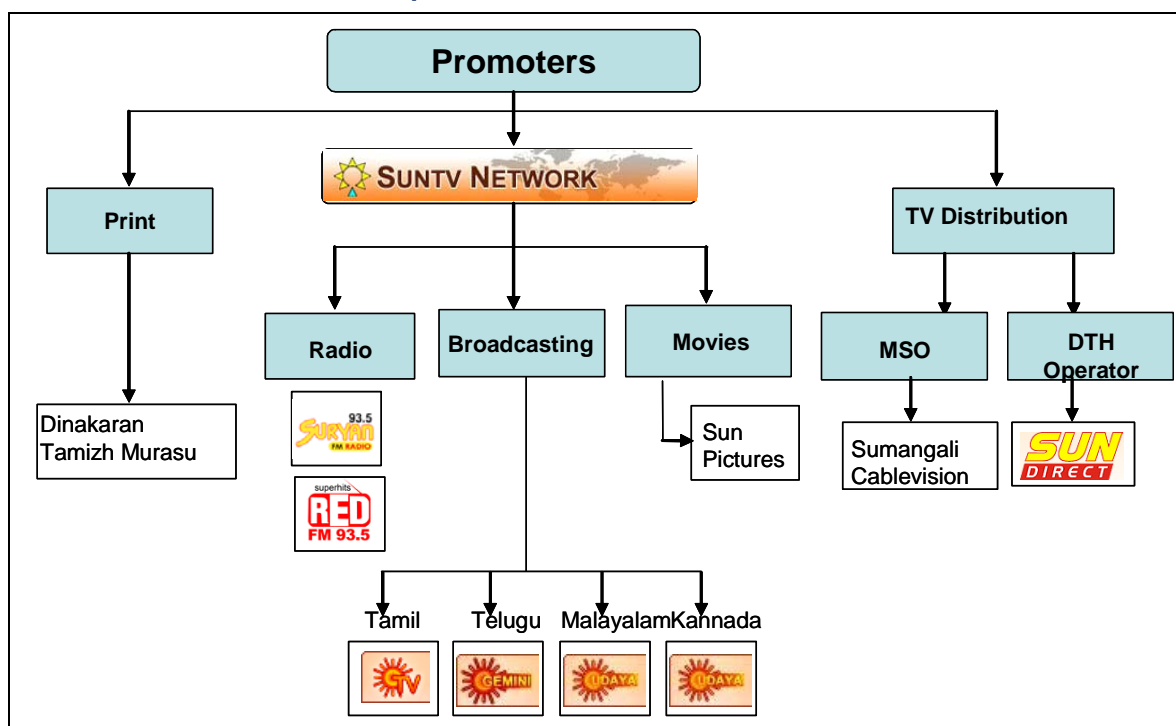 Promoters
SUNTV NETWORK
Print
TV Distribution
Radio
Broadcasting
Movies
MSO
DTH
Operator
93.5
SURYAN
FM RADIO
superhits
RED
FM 93.5
Dinakaran
Tamizh Murasu
Sun
Pictures
Sumangali
Cablevision
SUN
DIRECT
Tamil
Telugu
Malayalam
Kannada
TV
GEMINI
UDAYA
UDAYA